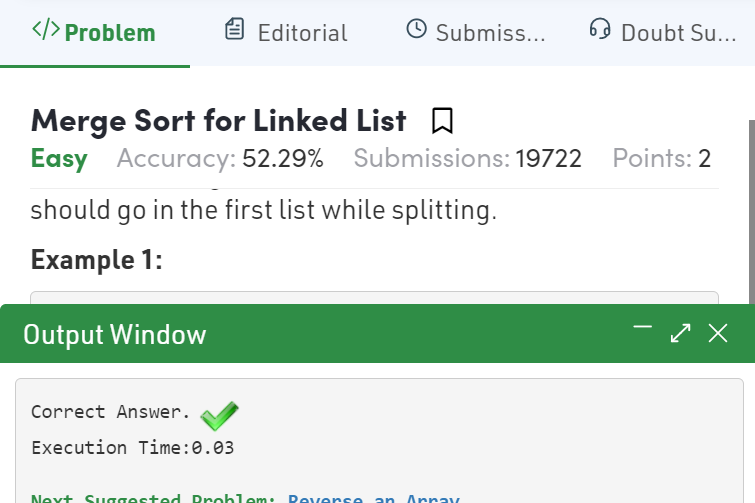 </> Problem Editorial Submiss... Doubt Su...
Merge Sort for Linked List
Easy Accuracy: 52.29% Submissions: 19722 Points: 2
should go in the first list while splitting.
Example 1:
Output Window
Correct Answer.
Execution Time:0.03
Next Suggested Problem: Reverse an Array